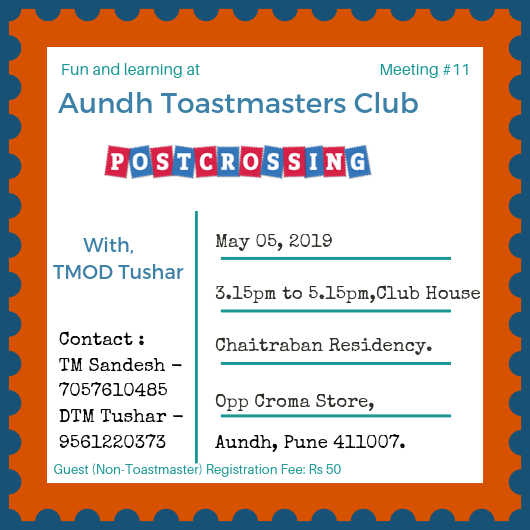 Fun and learning at
Meeting #11
Aundh Toastmasters Club
POSTCROSSING
With,
TMOD Tushar
Contact :
TM Sandesh -
7057610485
DTM Tushar -
9561220373
May 05, 2019
3.15pm to 5.15pm,Club House
Chaitraban Residency.
Opp Croma Store,
Aundh, Pune 411007.
Guest (Non-Toastmaster) Registration Fee: Rs 50